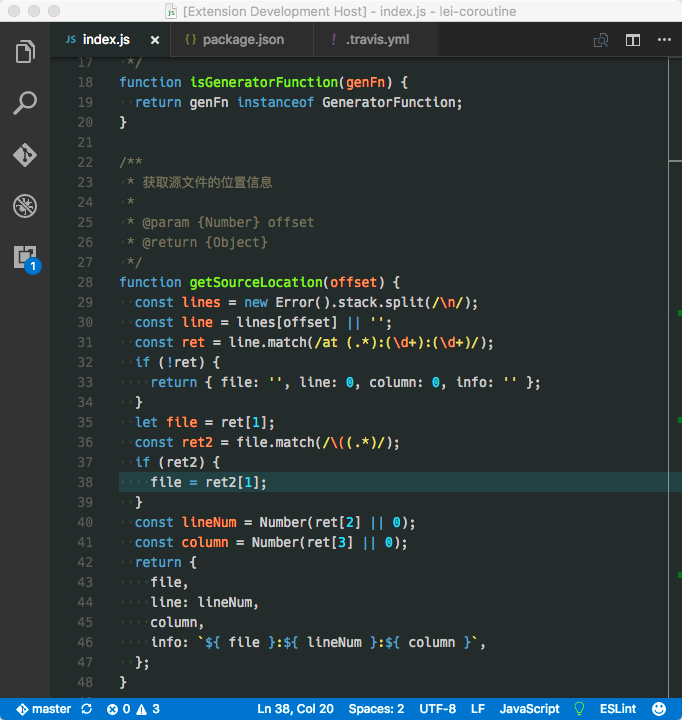 [Extension Development Host] - index.js - lei-coroutine
JS index.js × {} package.json ! .travis.yml
17 */
18 function isGeneratorFunction(genFn) {
19   return genFn instanceof GeneratorFunction;
20 }
21
22 /**
23  * 获取源文件的位置信息
24  *
25  * @param {Number} offset
26  * @return {Object}
27  */
28 function getSourceLocation(offset) {
29   const lines = new Error().stack.split(/\n/);
30   const line = lines[offset] || '';
31   const ret = line.match(/at (.*):(\d+):(\d+)/);
32   if (!ret) {
33     return { file: '', line: 0, column: 0, info: '' };
34   }
35   let file = ret[1];
36   const ret2 = file.match(/\((.*)/);
37   if (ret2) {
38     file = ret2[1];
39   }
40   const lineNum = Number(ret[2] || 0);
41   const column = Number(ret[3] || 0);
42   return {
43     file,
44     line: lineNum,
45     column,
46     info: `${ file }:${ lineNum }:${ column }`,
47   };
48 }
1
master 0 3 Ln 38, Col 20 Spaces: 2 UTF-8 LF JavaScript ESLint